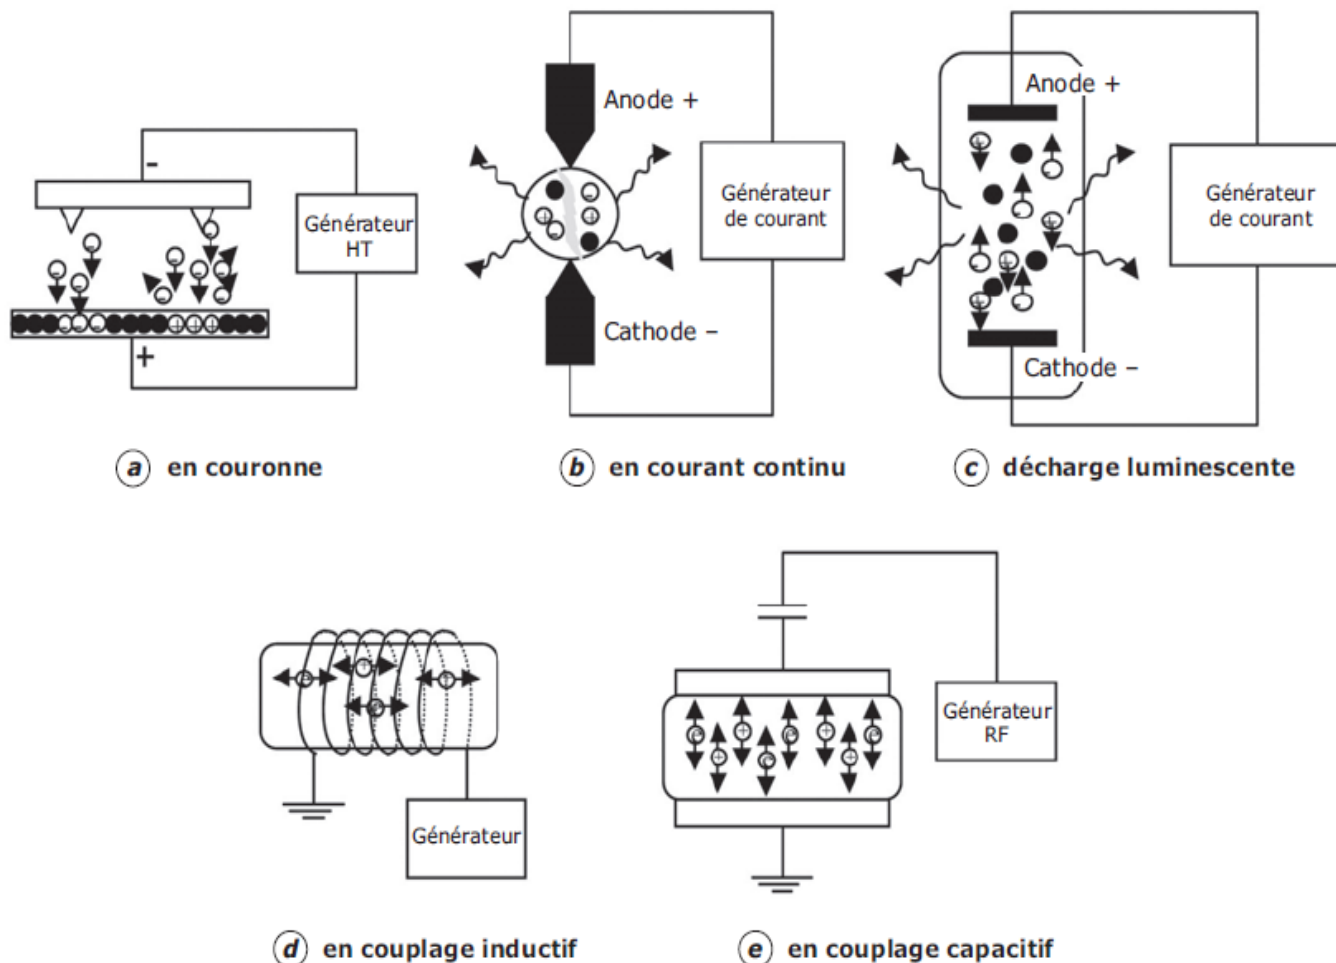 -
Générateur
HT
+
a en couronne
Anode +
Générateur
de courant
Cathode –
b en courant continu
Anode +
Générateur
de courant
Cathode –
c décharge luminescente
Générateur
d en couplage inductif
Générateur
RF
e en couplage capacitif